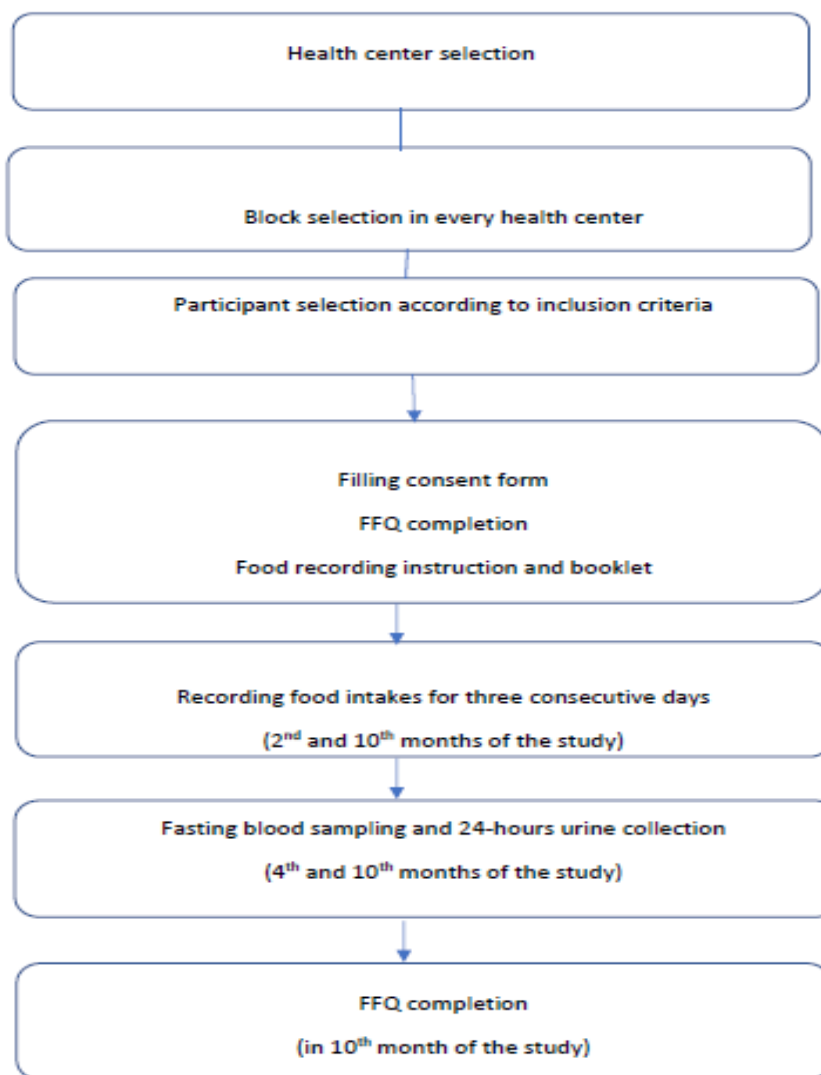 Health center selection
Block selection in every health center
Participant selection according to inclusion criteria
Filling consent form
FFQ completion
Food recording instruction and booklet
Recording food intakes for three consecutive days
(2nd and 10th months of the study)
Fasting blood sampling and 24-hours urine collection
(4th and 10th months of the study)
FFQ completion
(in 10th month of the study)